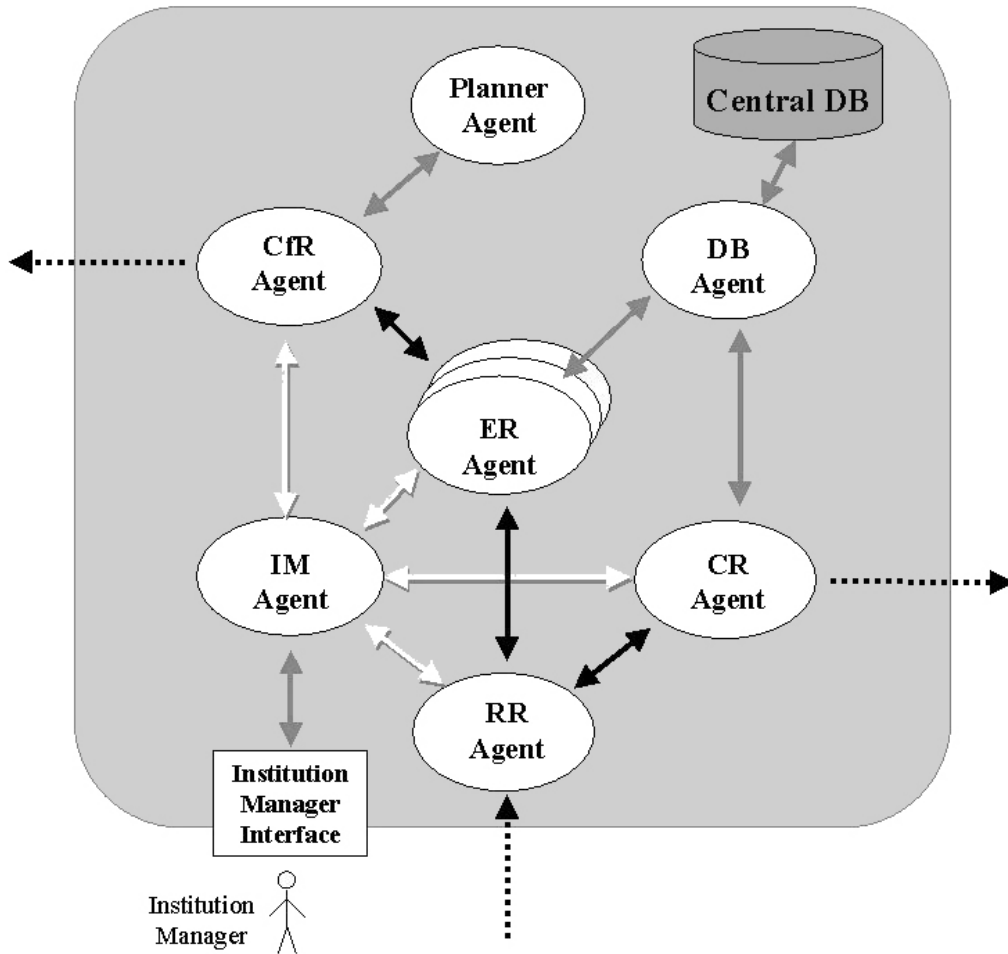 Planner
Agent
Central DB
CfR
Agent
DB
Agent
ER
Agent
IM
Agent
CR
Agent
RR
Agent
Institution
Manager
Interface
Institution
Manager